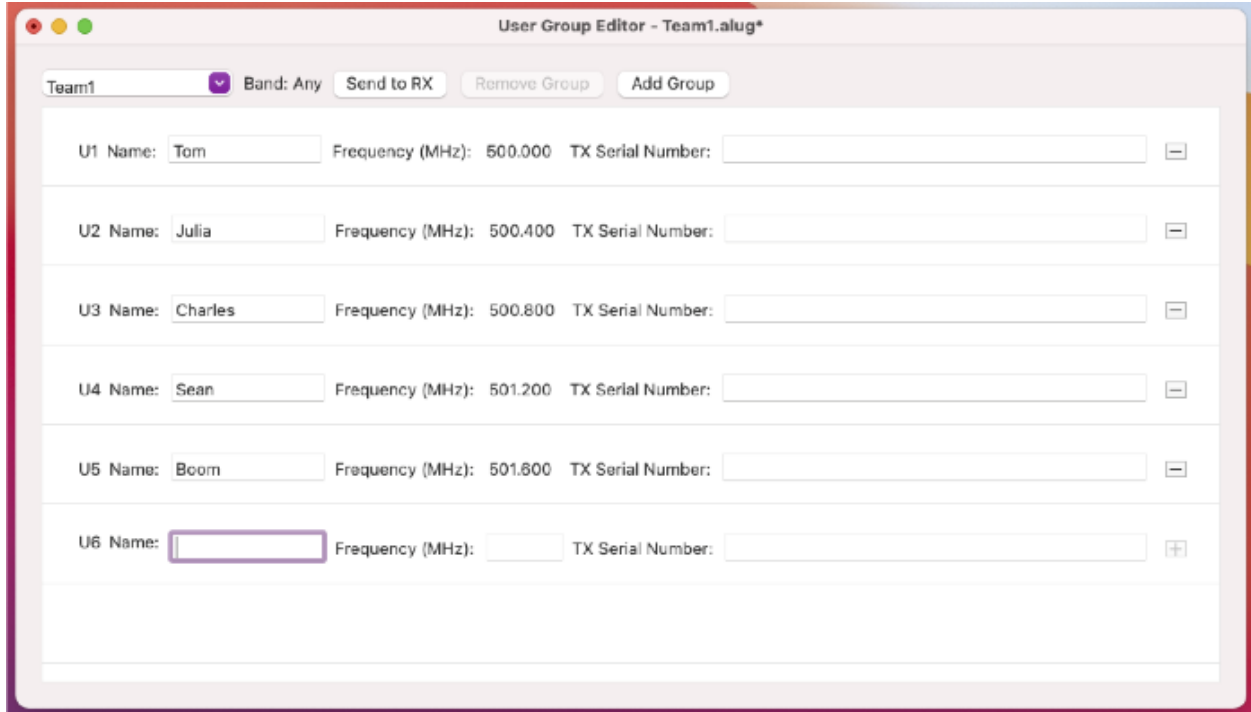 User Group Editor - Team1.alug*
Team1 Band: Any Send to RX Remove Group Add Group
U1 Name: Tom Frequency (MHz): 500.000 TX Serial Number:
U2 Name: Julia Frequency (MHz): 500.400 TX Serial Number:
U3 Name: Charles Frequency (MHz): 500.800 TX Serial Number:
U4 Name: Sean Frequency (MHz): 501.200 TX Serial Number:
U5 Name: Boom Frequency (MHz): 501.600 TX Serial Number:
U6 Name: Frequency (MHz): TX Serial Number: